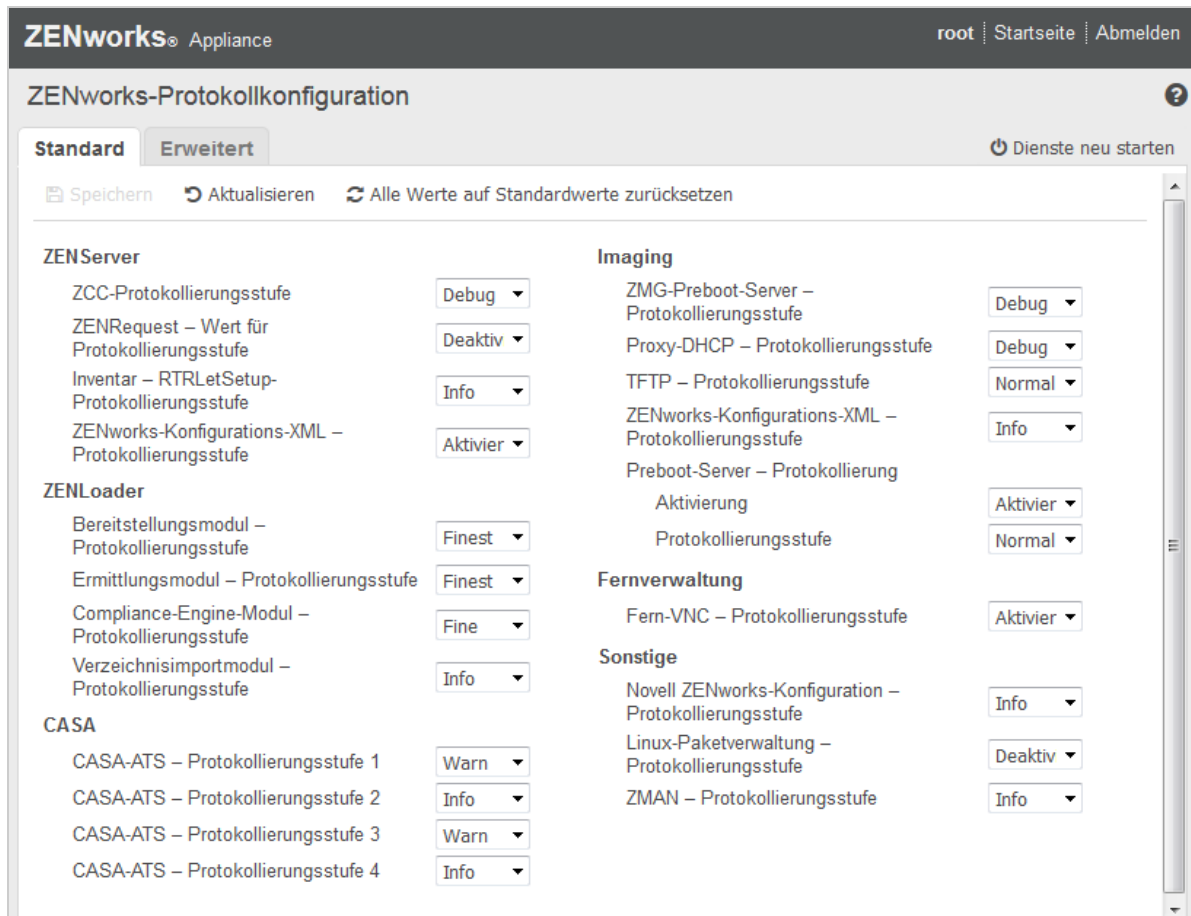 ZENworks® Appliance
root Startseite Abmelden
ZENworks-Protokollkonfiguration
Standard Erweitert
Dienste neu starten
Speichern Aktualisieren Alle Werte auf Standardwerte zurücksetzen
ZENServer
ZCC-Protokollierungsstufe Debug
ZENRequest – Wert für
Protokollierungsstufe Deaktiv
Inventar – RTRLetSetup-
Protokollierungsstufe Info
ZENworks-Konfigurations-XML –
Protokollierungsstufe Aktivier
ZENLoader
Bereitstellungsmodul –
Protokollierungsstufe Finest
Ermittlungsmodul – Protokollierungsstufe Finest
Compliance-Engine-Modul –
Protokollierungsstufe Fine
Verzeichnisimportmodul –
Protokollierungsstufe Info
CASA
CASA-ATS – Protokollierungsstufe 1 Warn
CASA-ATS – Protokollierungsstufe 2 Info
CASA-ATS – Protokollierungsstufe 3 Warn
CASA-ATS – Protokollierungsstufe 4 Info
Imaging
ZMG-Preboot-Server –
Protokollierungsstufe Debug
Proxy-DHCP – Protokollierungsstufe Debug
TFTP – Protokollierungsstufe Normal
ZENworks-Konfigurations-XML –
Protokollierungsstufe Info
Preboot-Server – Protokollierung
Aktivierung Aktivier
Protokollierungsstufe Normal
Fernverwaltung
Fern-VNC – Protokollierungsstufe Aktivier
Sonstige
Novell ZENworks-Konfiguration –
Protokollierungsstufe Info
Linux-Paketverwaltung –
Protokollierungsstufe Deaktiv
ZMAN – Protokollierungsstufe Info